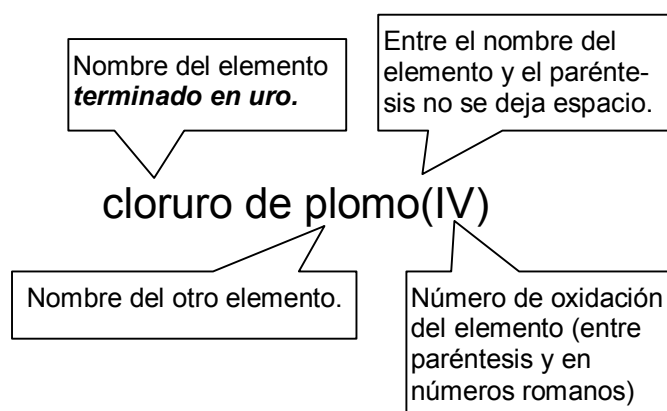 Nombre del elemento
terminado en uro.
Entre el nombre del
elemento y el parénte-
sis no se deja espacio.
cloruro de plomo(IV)
Nombre del otro elemento.
Número de oxidación
del elemento (entre
paréntesis y en
números romanos)